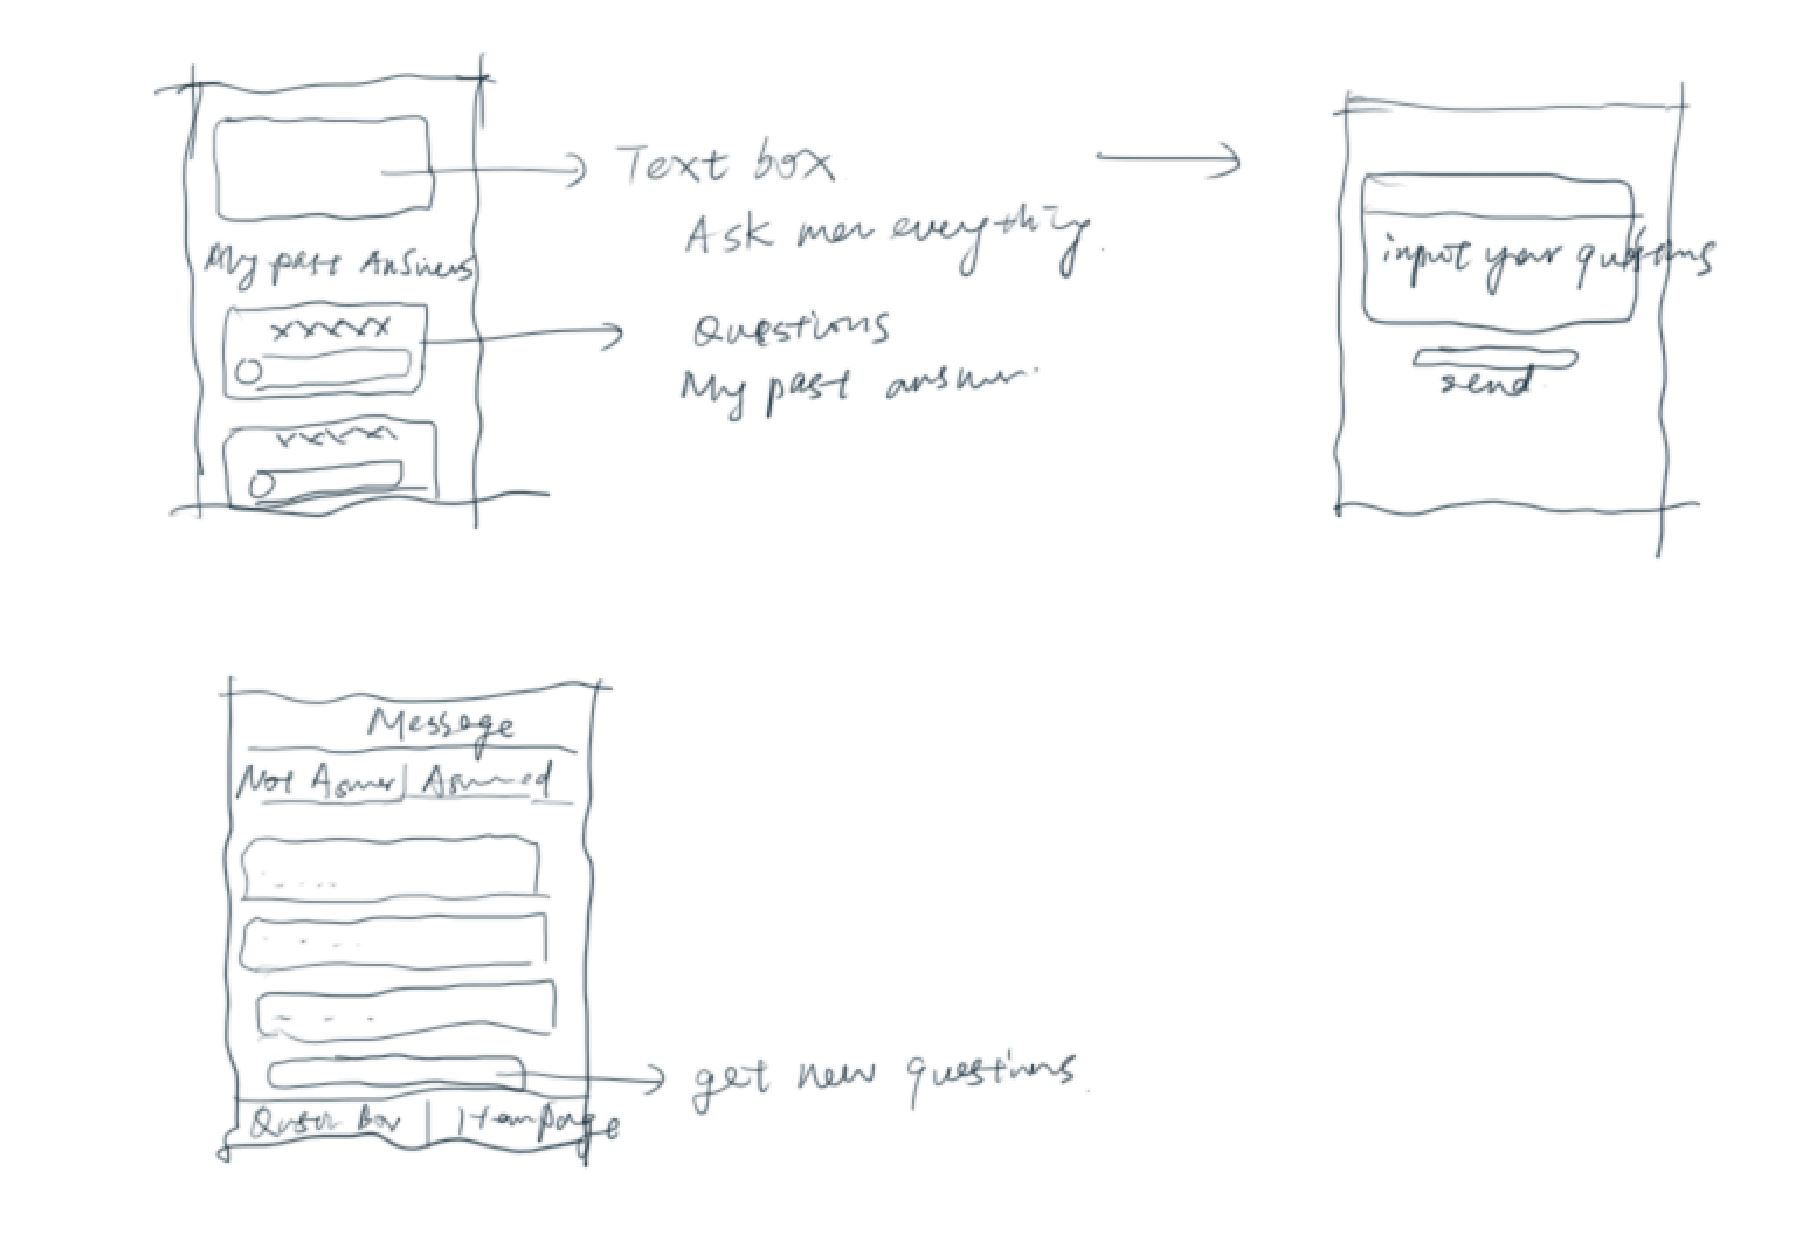 Text box
Ask me everything.
My past Answers
xxxxx
Questions
My past answer.
xxxxx
input your questions
send
Message
Not Answer | Answered
get new questions
Question Box | Homepage